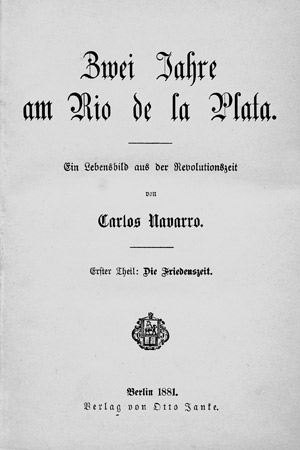 Zwei Jahre
am Rio de la Plata.
Ein Lebensbild aus der Revolutionszeit
von
Carlos Navarro.
Erster Theil: Die Friedenszeit.
Berlin 1881.
Verlag von Otto Janke.